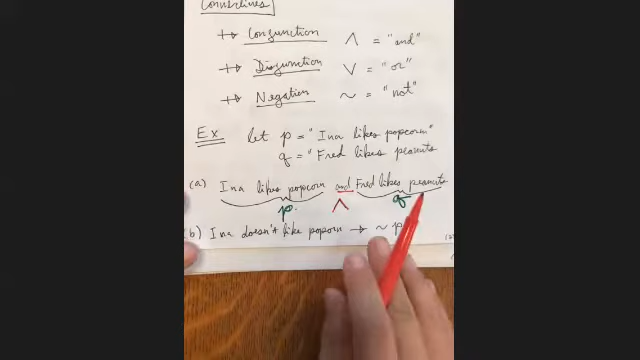 Connectives
↦ Conjunction ∧ = "and"
↦ Disjunction ∨ = "or"
↦ Negation ~ = "not"
Ex let p = "Ina likes popcorn"
q = "Fred likes peanuts
(a) Ina likes popcorn and Fred likes peanuts
p. ∧ q
(b) Ina doesn't like popcorn → ~ p